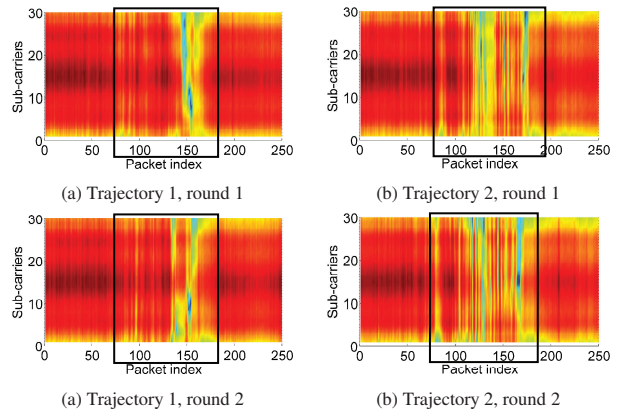 30
20
10
0
Sub-carriers
0 50 100 150 200 250
Packet index
(a) Trajectory 1, round 1
30
20
10
0
Sub-carriers
0 50 100 150 200 250
Packet index
(b) Trajectory 2, round 1
30
20
10
0
Sub-carriers
0 50 100 150 200 250
Packet index
(a) Trajectory 1, round 2
30
20
10
0
Sub-carriers
0 50 100 150 200 250
Packet index
(b) Trajectory 2, round 2